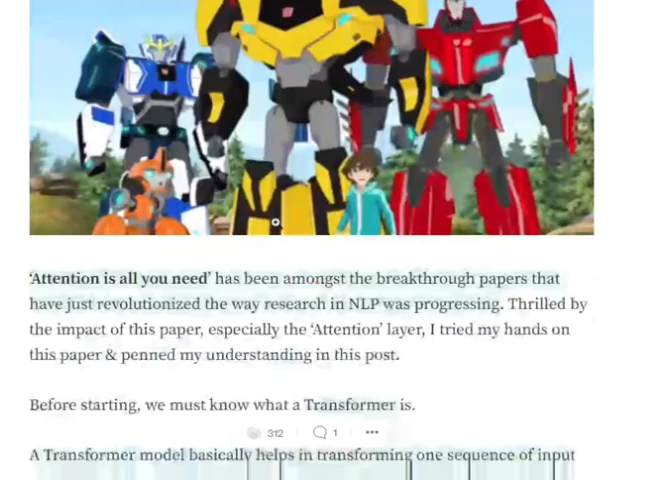 ‘Attention is all you need’ has been amongst the breakthrough papers that
have just revolutionized the way research in NLP was progressing. Thrilled by
the impact of this paper, especially the ‘Attention’ layer, I tried my hands on
this paper & penned my understanding in this post.
Before starting, we must know what a Transformer is.
312 1
A Transformer model basically helps in transforming one sequence of input